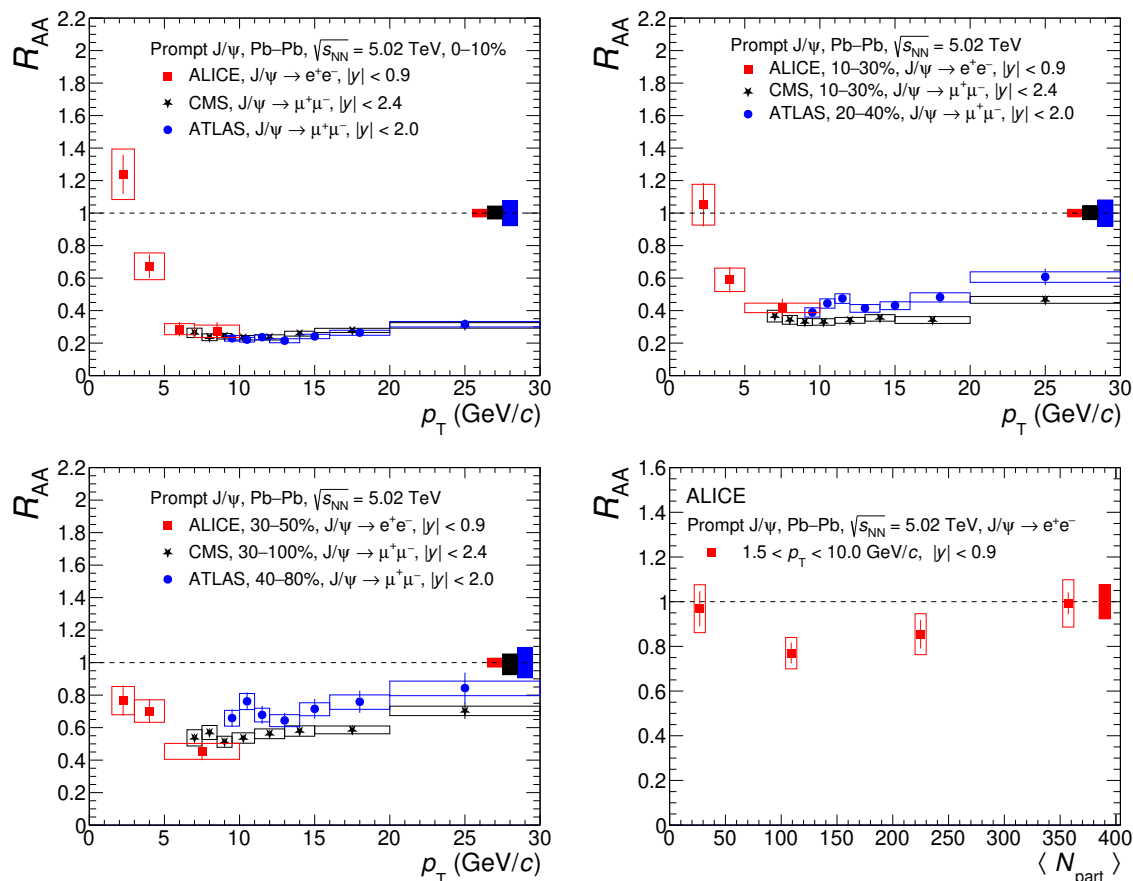 R_AA
2.2
2
1.8
1.6
1.4
1.2
1
0.8
0.6
0.4
0.2
0
Prompt J/ψ, Pb–Pb, √s_NN = 5.02 TeV, 0–10%
ALICE, J/ψ → e⁺e⁻, |y| < 0.9
CMS, J/ψ → μ⁺μ⁻, |y| < 2.4
ATLAS, J/ψ → μ⁺μ⁻, |y| < 2.0
0 5 10 15 20 25 30
p_T (GeV/c)
R_AA
2.2
2
1.8
1.6
1.4
1.2
1
0.8
0.6
0.4
0.2
0
Prompt J/ψ, Pb–Pb, √s_NN = 5.02 TeV
ALICE, 10–30%, J/ψ → e⁺e⁻, |y| < 0.9
CMS, 10–30%, J/ψ → μ⁺μ⁻, |y| < 2.4
ATLAS, 20–40%, J/ψ → μ⁺μ⁻, |y| < 2.0
0 5 10 15 20 25 30
p_T (GeV/c)
R_AA
2.2
2
1.8
1.6
1.4
1.2
1
0.8
0.6
0.4
0.2
0
Prompt J/ψ, Pb–Pb, √s_NN = 5.02 TeV
ALICE, 30–50%, J/ψ → e⁺e⁻, |y| < 0.9
CMS, 30–100%, J/ψ → μ⁺μ⁻, |y| < 2.4
ATLAS, 40–80%, J/ψ → μ⁺μ⁻, |y| < 2.0
0 5 10 15 20 25 30
p_T (GeV/c)
R_AA
1.6
1.4
1.2
1
0.8
0.6
0.4
0.2
0
ALICE
Prompt J/ψ, Pb–Pb, √s_NN = 5.02 TeV, J/ψ → e⁺e⁻
1.5 < p_T < 10.0 GeV/c, |y| < 0.9
0 50 100 150 200 250 300 350 400
⟨ N_part ⟩